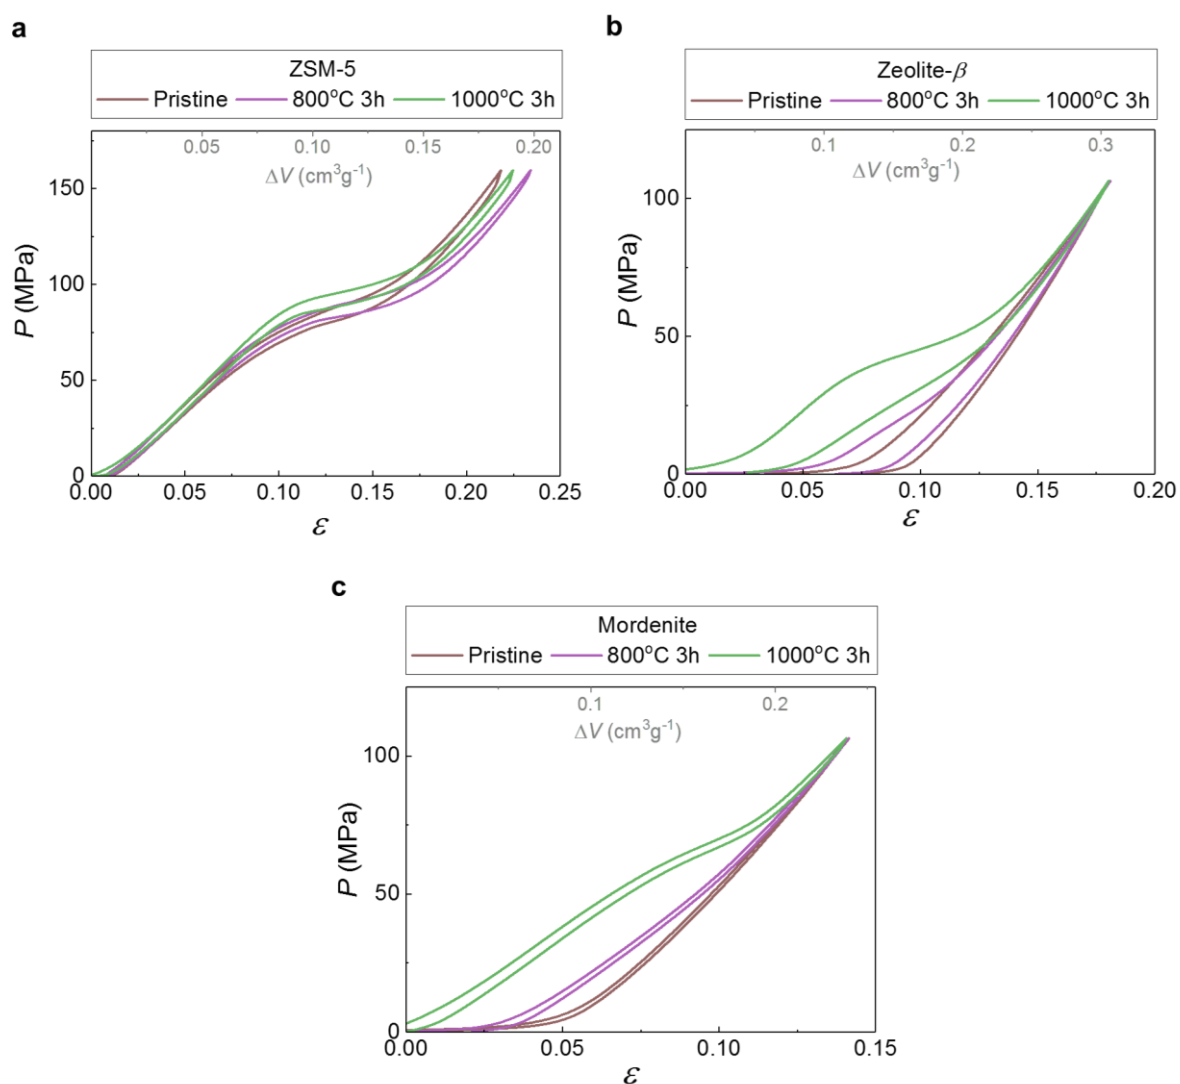 a
ZSM-5
Pristine 800°C 3h 1000°C 3h
0.05 0.10 0.15 0.20
ΔV (cm³g⁻¹)
150
100
50
0
P (MPa)
0.00 0.05 0.10 0.15 0.20 0.25
ε
b
Zeolite-β
Pristine 800°C 3h 1000°C 3h
0.1 0.2 0.3
ΔV (cm³g⁻¹)
100
50
0
P (MPa)
0.00 0.05 0.10 0.15 0.20
ε
c
Mordenite
Pristine 800°C 3h 1000°C 3h
0.1 0.2
ΔV (cm³g⁻¹)
100
50
0
P (MPa)
0.00 0.05 0.10 0.15
ε